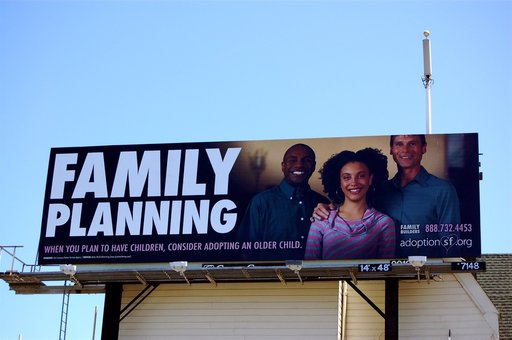 FAMILY
PLANNING
WHEN YOU PLAN TO HAVE CHILDREN, CONSIDER ADOPTING AN OLDER CHILD.
FAMILY
BUILDERS
888.732.4453
adoption.sf.org
14' x 48'
7148